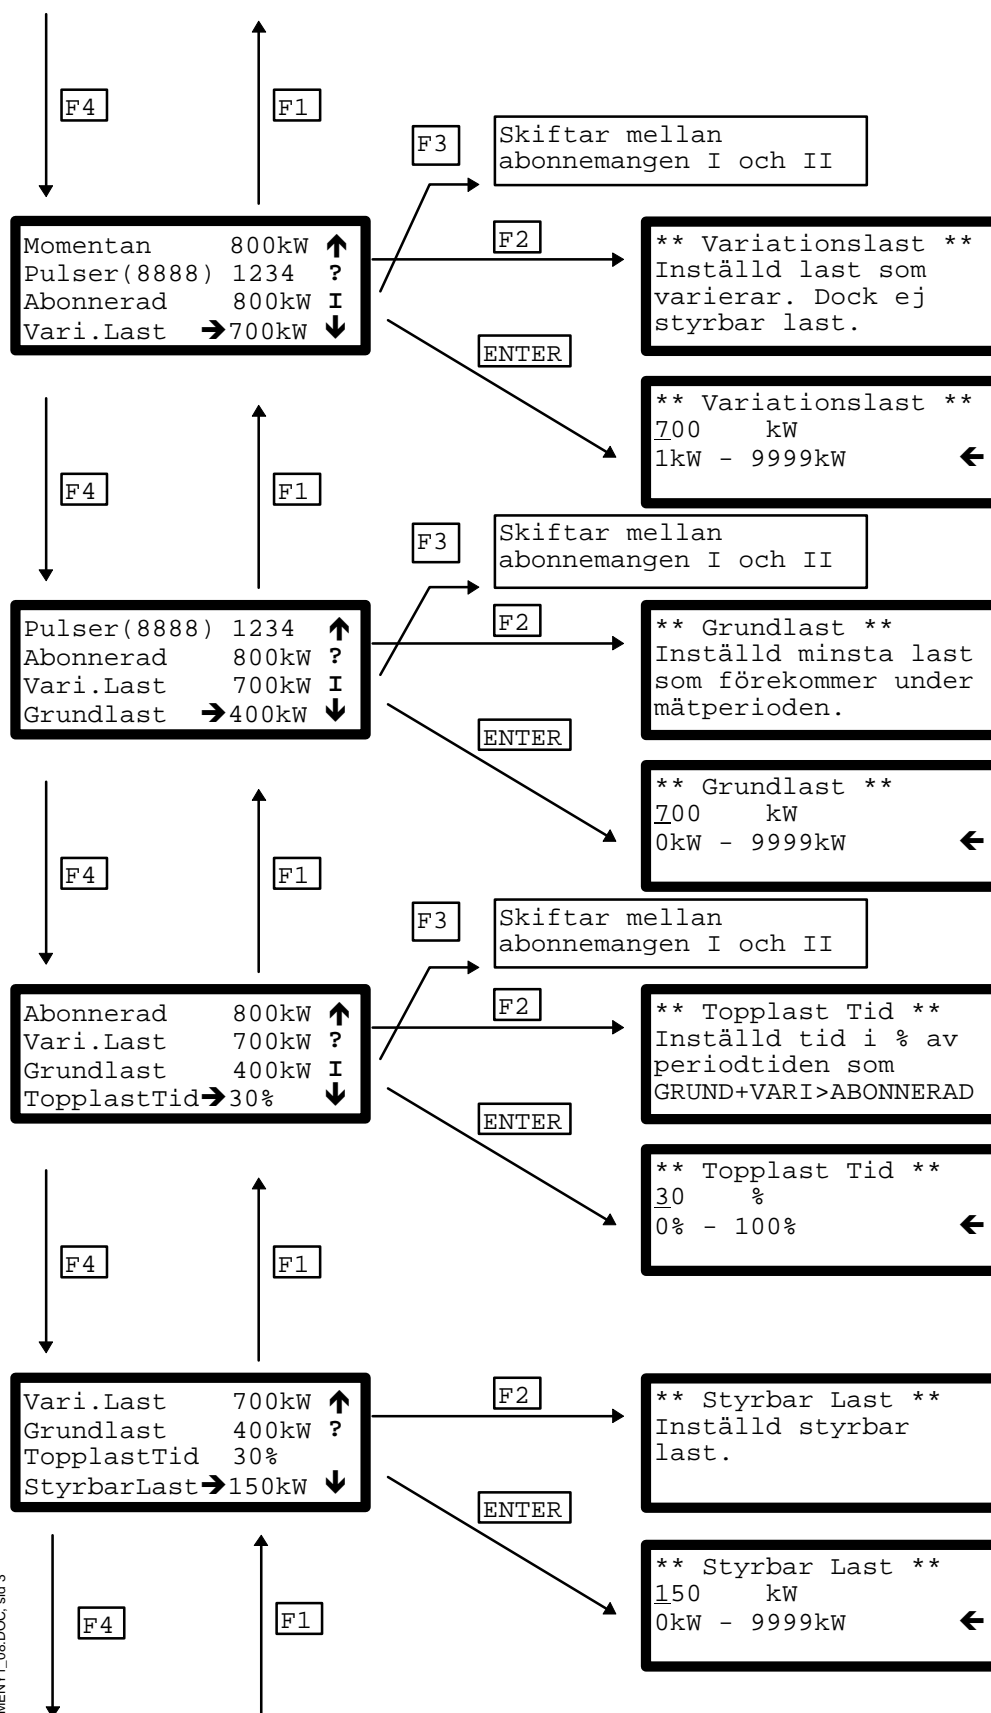 F4
F1
F3
Skiftar mellan
abonnemangen I och II
Momentan 800kW ↑
Pulser(8888) 1234 ?
Abonnerad 800kW I
Vari.Last →700kW ↓
F2
** Variationslast **
Inställd last som
varierar. Dock ej
styrbar last.
ENTER
** Variationslast **
700 kW
1kW - 9999kW ←
F4
F1
F3
Skiftar mellan
abonnemangen I och II
Pulser(8888) 1234 ↑
Abonnerad 800kW ?
Vari.Last 700kW I
Grundlast →400kW ↓
F2
** Grundlast **
Inställd minsta last
som förekommer under
mätperioden.
ENTER
** Grundlast **
700 kW
0kW - 9999kW ←
F4
F1
F3
Skiftar mellan
abonnemangen I och II
Abonnerad 800kW ↑
Vari.Last 700kW ?
Grundlast 400kW I
TopplastTid→30% ↓
F2
** Topplast Tid **
Inställd tid i % av
periodtiden som
GRUND+VARI>ABONNERAD
ENTER
** Topplast Tid **
30 %
0% - 100% ←
F4
F1
Vari.Last 700kW ↑
Grundlast 400kW ?
TopplastTid 30%
StyrbarLast→150kW ↓
F2
** Styrbar Last **
Inställd styrbar
last.
ENTER
** Styrbar Last **
150 kW
0kW - 9999kW ←
F4
F1
MENY1_08.DOC, sid 3